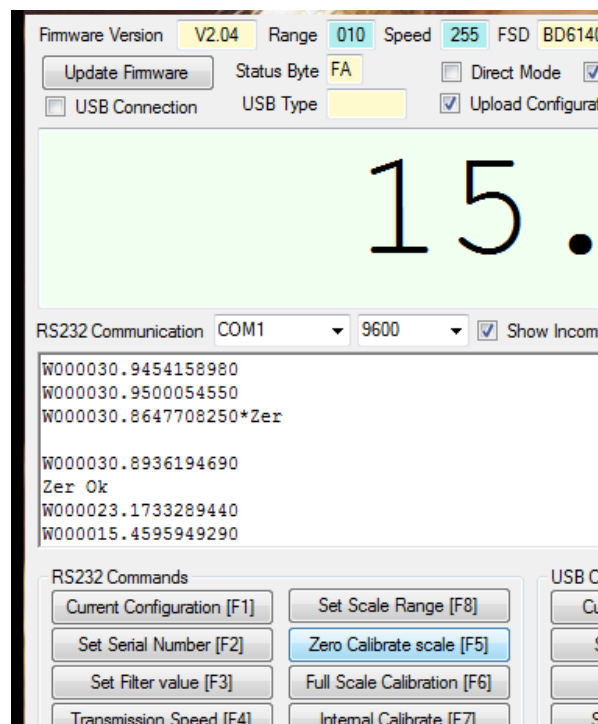 Firmware Version V2.04 Range 010 Speed 255 FSD BD6140
Update Firmware Status Byte FA Direct Mode
USB Connection USB Type Upload Configurat
15.
RS232 Communication COM1 9600 Show Incom
W000030.9454158980
W000030.9500054550
W000030.8647708250*Zer
W000030.8936194690
Zer Ok
W000023.1733289440
W000015.4595949290
RS232 Commands USB C
Current Configuration [F1] Set Scale Range [F8] Cu
Set Serial Number [F2] Zero Calibrate scale [F5] S
Set Filter value [F3] Full Scale Calibration [F6]
Transmission Speed [F4] Internal Calibrate [F7] S